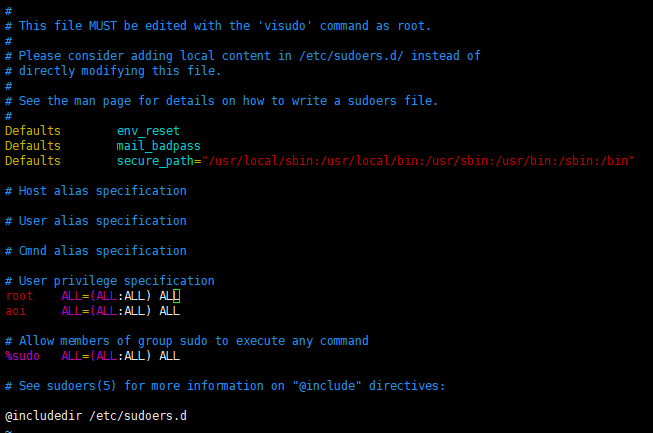 #
# This file MUST be edited with the 'visudo' command as root.
#
# Please consider adding local content in /etc/sudoers.d/ instead of
# directly modifying this file.
#
# See the man page for details on how to write a sudoers file.
#
Defaults        env_reset
Defaults        mail_badpass
Defaults        secure_path="/usr/local/sbin:/usr/local/bin:/usr/sbin:/usr/bin:/sbin:/bin"
# Host alias specification
# User alias specification
# Cmnd alias specification
# User privilege specification
root    ALL=(ALL:ALL) ALL
aoi     ALL=(ALL:ALL) ALL
# Allow members of group sudo to execute any command
%sudo   ALL=(ALL:ALL) ALL
# See sudoers(5) for more information on "@include" directives:
@includedir /etc/sudoers.d
~